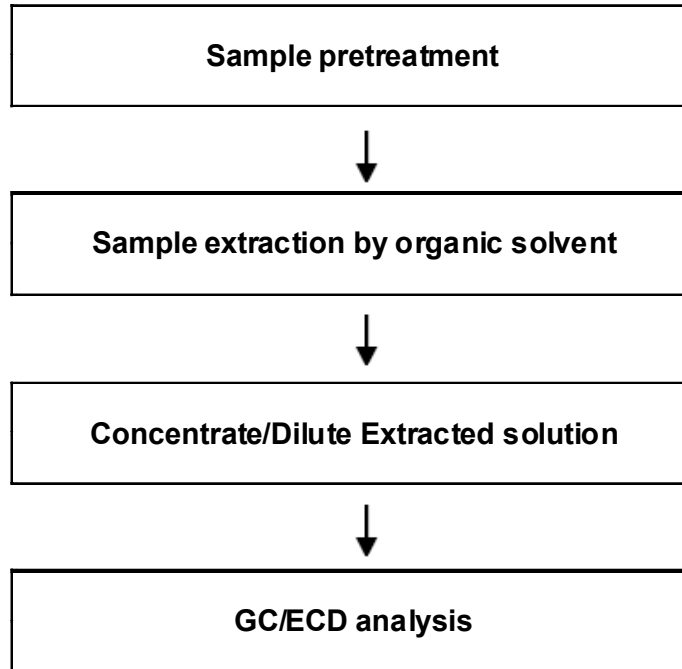 Sample pretreatment
Sample extraction by organic solvent
Concentrate/Dilute Extracted solution
GC/ECD analysis